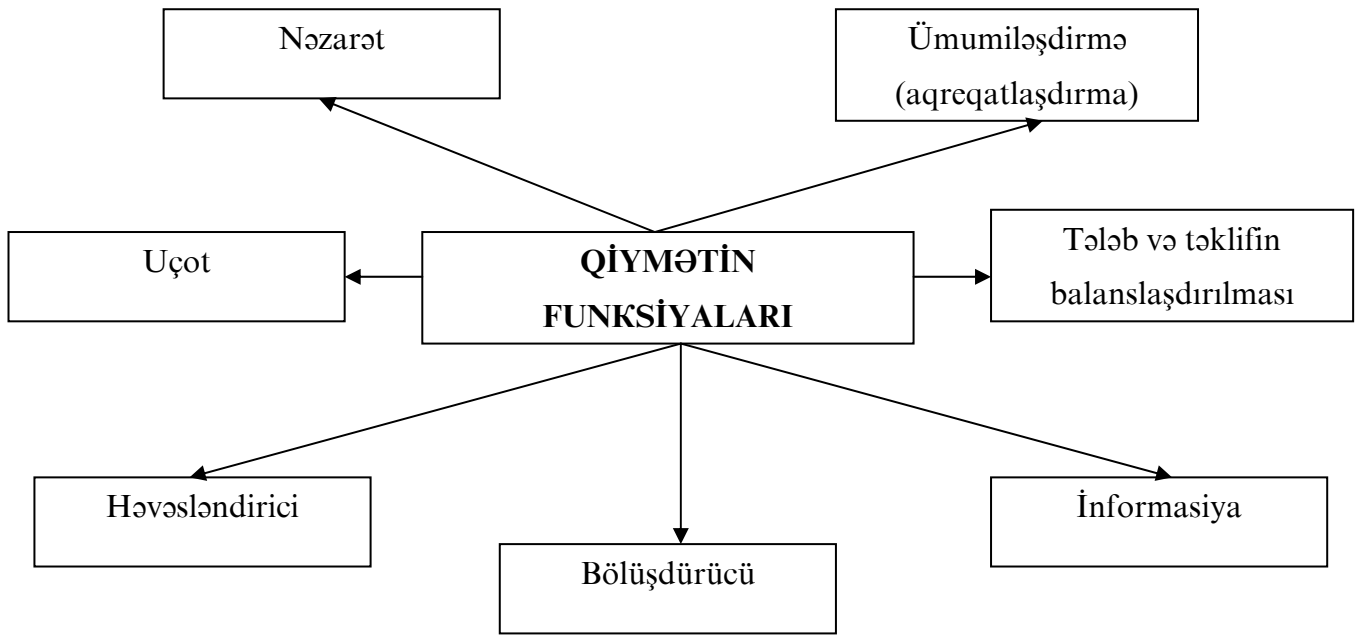 Nəzarət
Ümumiləşdirmə
(aqreqatlaşdırma)
Uçot
QİYMƏTİN
FUNKSİYALARI
Tələb və təklifin
balanslaşdırılması
Həvəsləndirici
Bölüşdürücü
İnformasiya